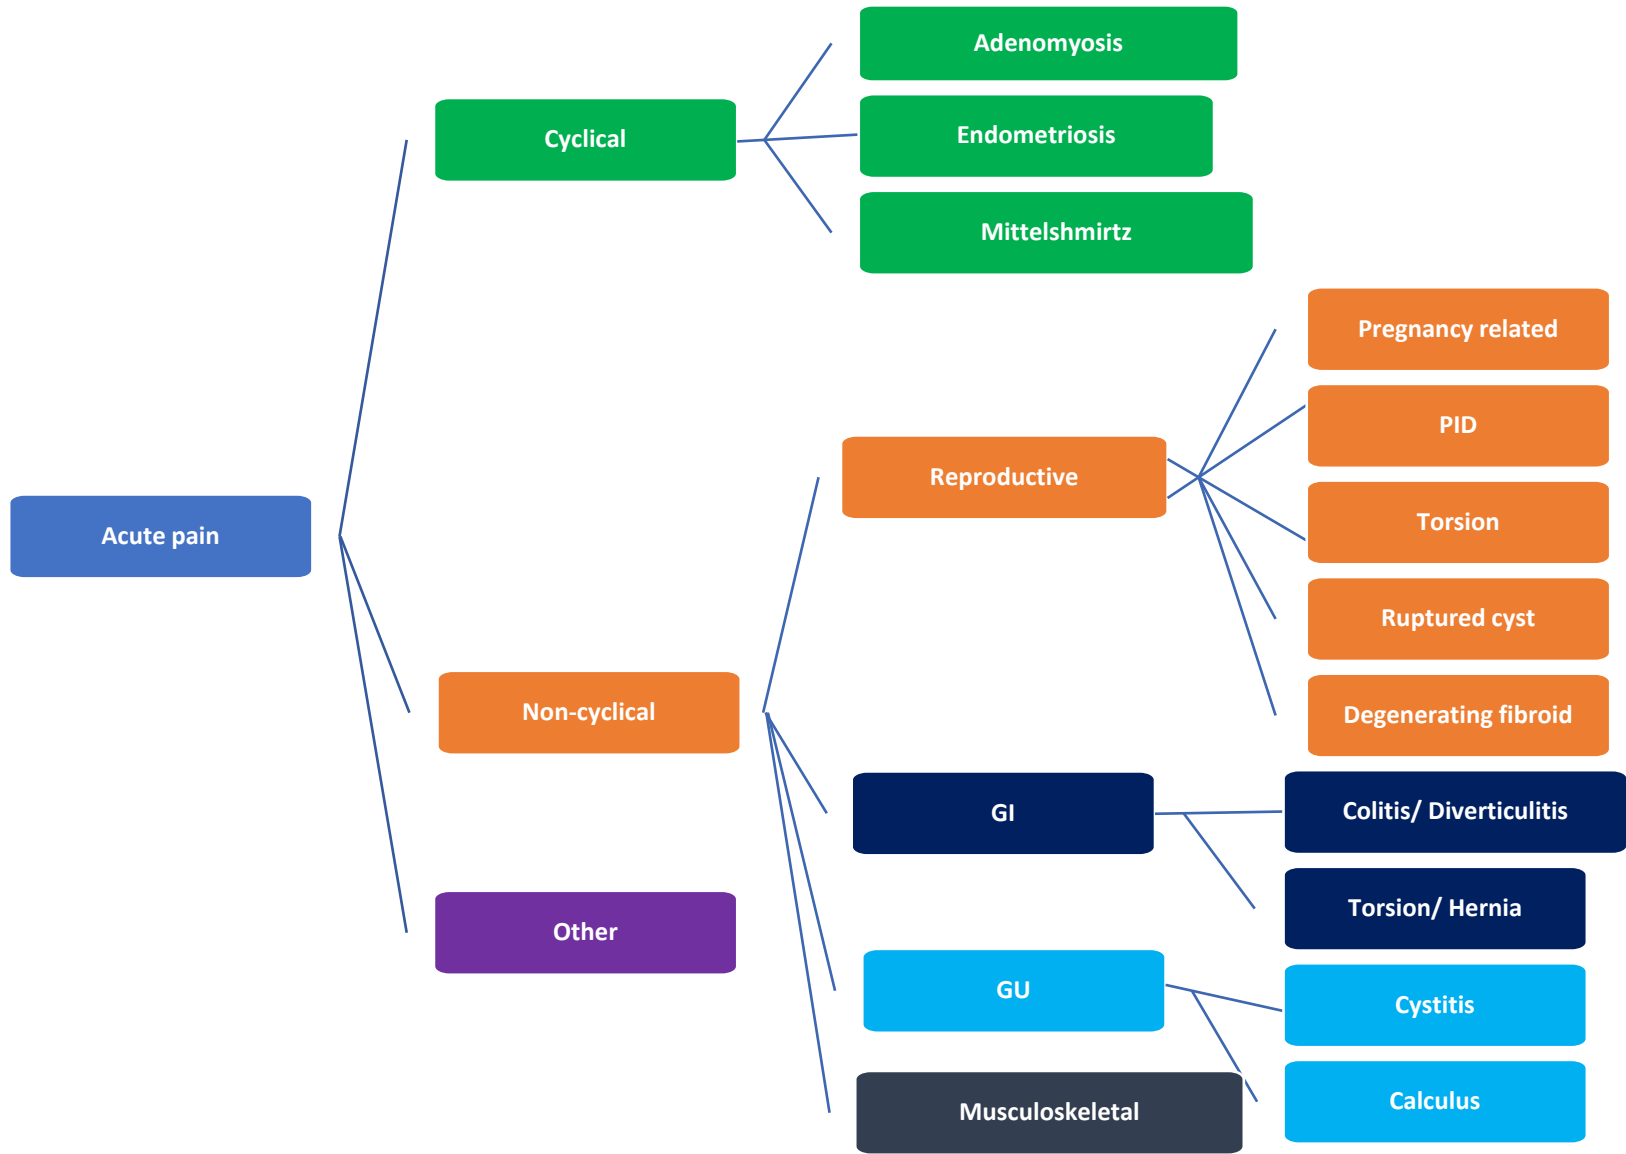 Acute pain
Cyclical
Adenomyosis
Endometriosis
Mittelshmirtz
Non-cyclical
Reproductive
Pregnancy related
PID
Torsion
Ruptured cyst
Degenerating fibroid
GI
Colitis/ Diverticulitis
Torsion/ Hernia
GU
Cystitis
Calculus
Musculoskeletal
Other